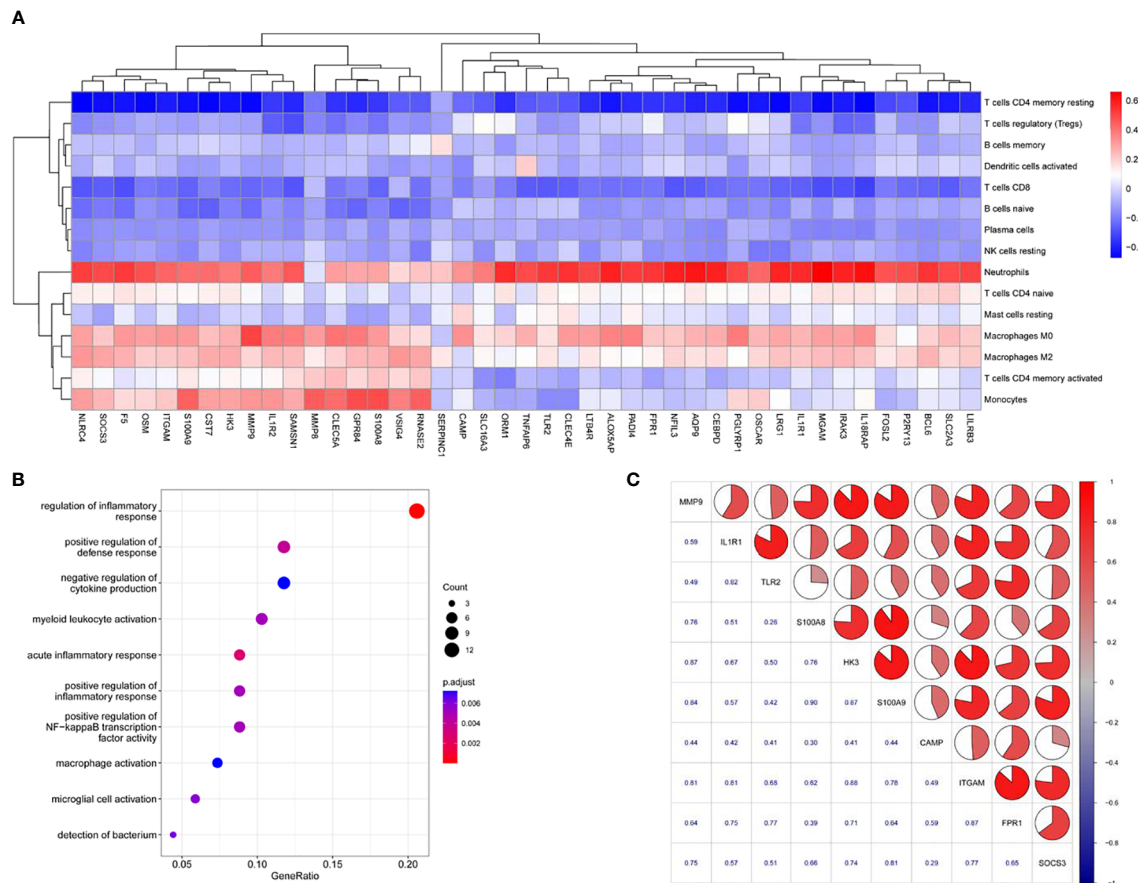 A
T cells CD4 memory resting
T cells regulatory (Tregs)
B cells memory
Dendritic cells activated
T cells CD8
B cells naive
Plasma cells
NK cells resting
Neutrophils
T cells CD4 naive
Mast cells resting
Macrophages M0
Macrophages M2
T cells CD4 memory activated
Monocytes
0.6
0.4
0.2
0
-0.2
-0.
NLRC4
SOCS3
F5
OSM
ITGAM
S100A9
CST7
HK3
MMP9
IL1R2
SAMSN1
MMP8
CLEC5A
GPR84
S100A8
VSIG4
RNASE2
SERPINC1
CAMP
SLC16A3
ORM1
TNFAIP6
TLR2
CLEC4E
LTB4R
ALOX5AP
PADI4
FPR1
NFIL3
AQP9
CEBPD
PGLYRP1
OSCAR
LRG1
IL1R1
MGAM
IRAK3
IL18RAP
FOSL2
P2RY13
BCL6
SLC2A3
LILRB3
B
regulation of inflammatory
response
positive regulation of
defense response
negative regulation of
cytokine production
myeloid leukocyte activation
acute inflammatory response
positive regulation of
inflammatory response
positive regulation of
NF−kappaB transcription
factor activity
macrophage activation
microglial cell activation
detection of bacterium
0.05 0.10 0.15 0.20
GeneRatio
Count
3
6
9
12
p.adjust
0.006
0.004
0.002
C
MMP9
0.59 IL1R1
0.49 0.82 TLR2
0.76 0.51 0.26 S100A8
0.87 0.67 0.50 0.76 HK3
0.84 0.57 0.42 0.90 0.87 S100A9
0.44 0.42 0.41 0.30 0.41 0.44 CAMP
0.81 0.81 0.68 0.62 0.88 0.78 0.49 ITGAM
0.64 0.75 0.77 0.39 0.71 0.64 0.59 0.87 FPR1
0.75 0.57 0.51 0.66 0.74 0.81 0.29 0.77 0.65 SOCS3
1
0.8
0.6
0.4
0.2
0
-0.2
-0.4
-0.6
-0.8
-1